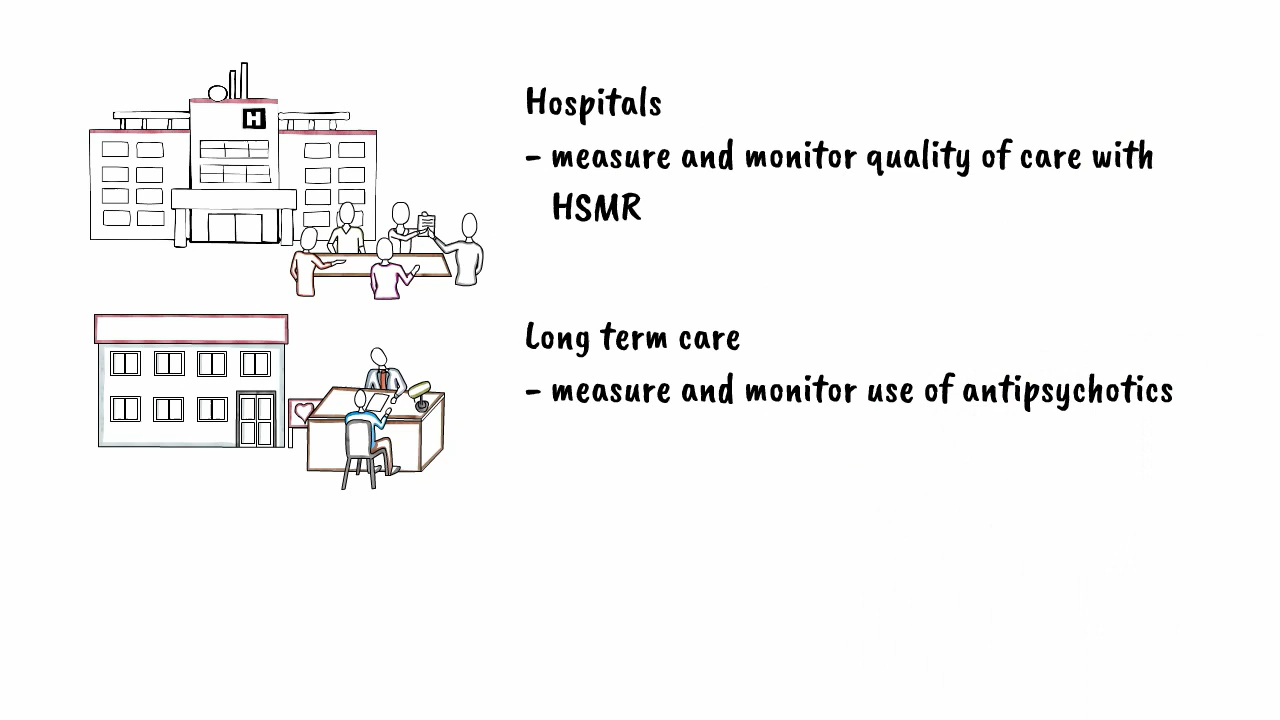 H
Hospitals
- measure and monitor quality of care with
HSMR
Long term care
- measure and monitor use of antipsychotics